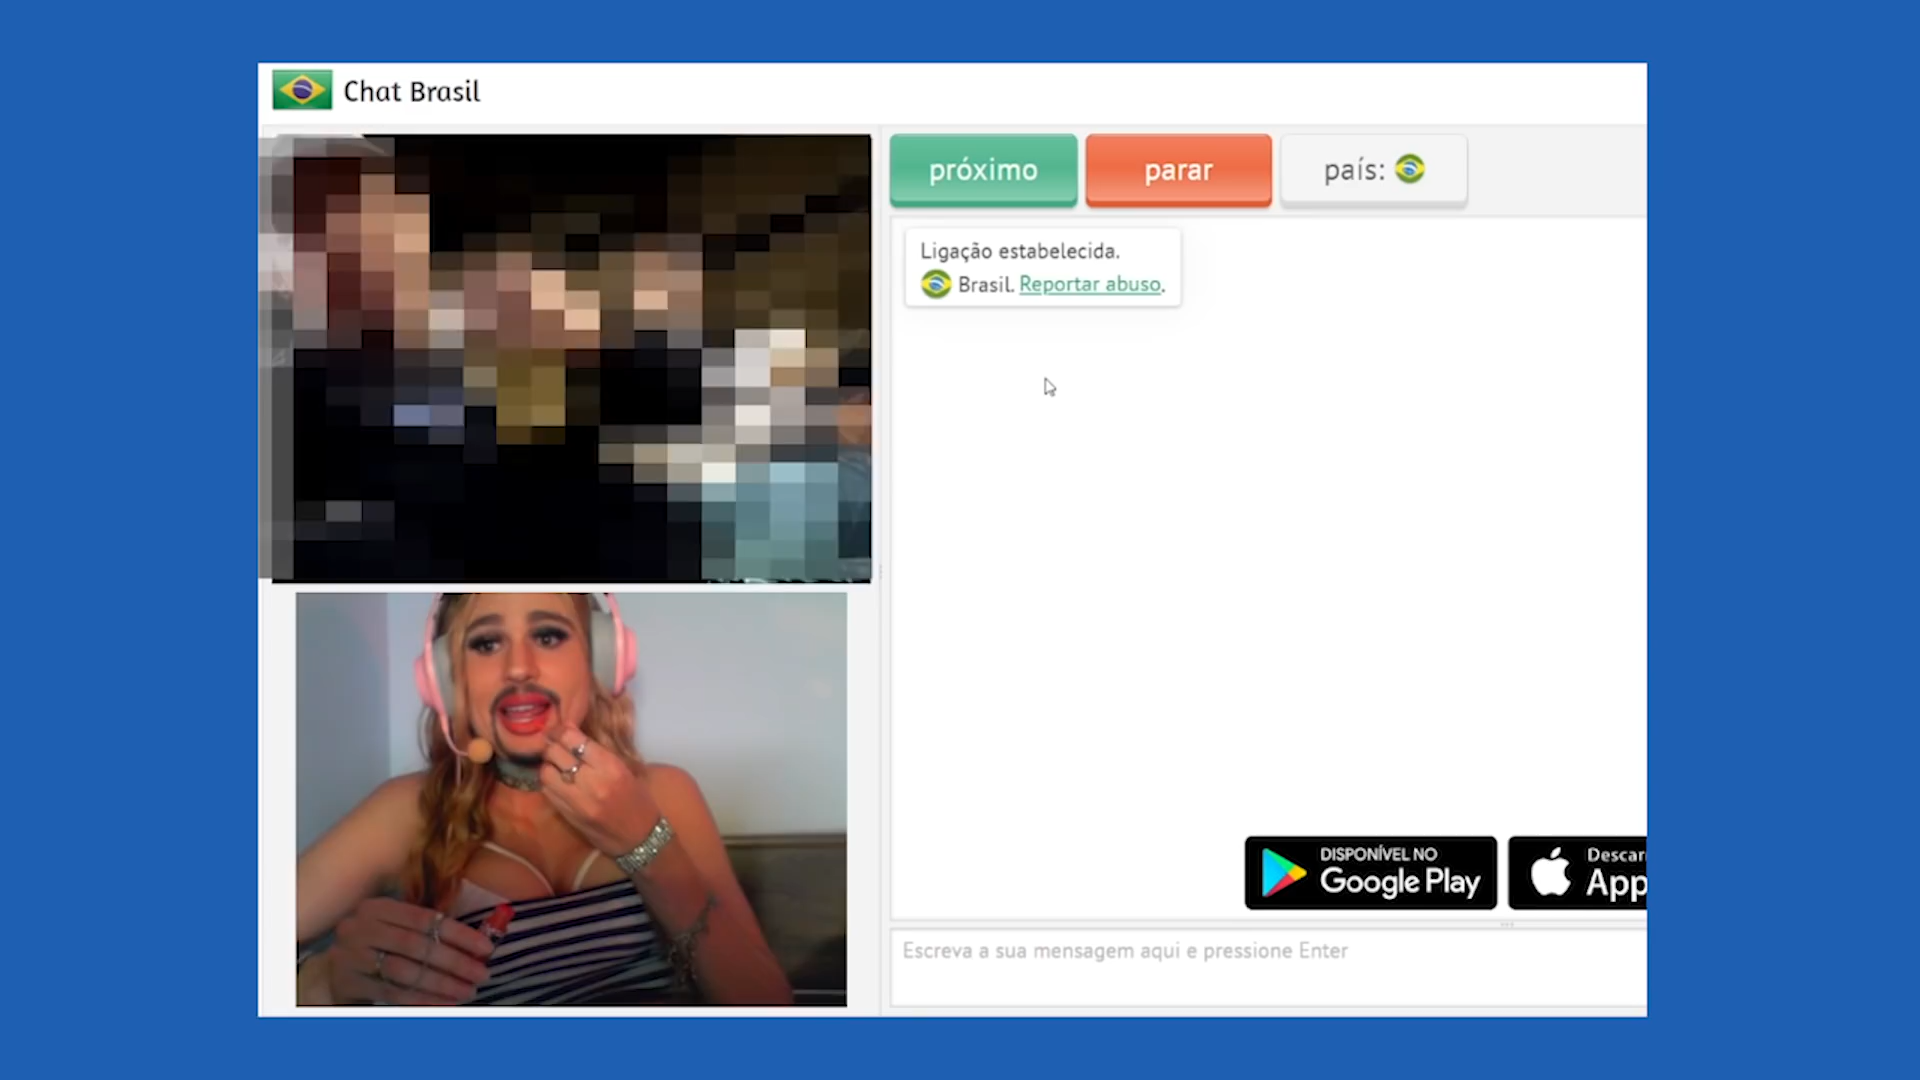 Chat Brasil
próximo
parar
país:
Ligação estabelecida.
Brasil. Reportar abuso.
DISPONÍVEL NO
Google Play
Descar
App
Escreva a sua mensagem aqui e pressione Enter